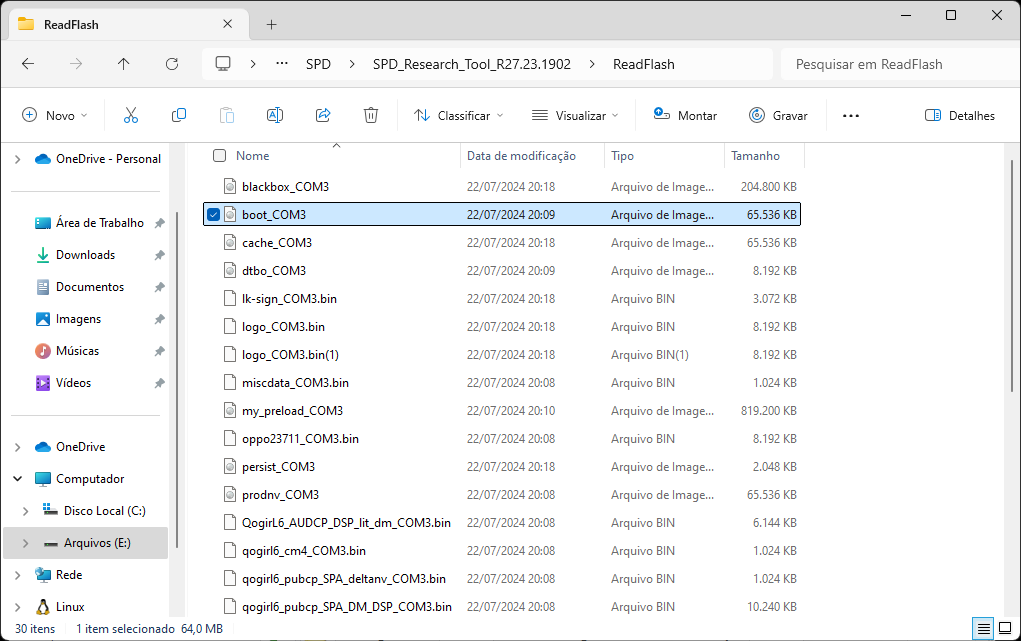 ReadFlash
SPD SPD_Research_Tool_R27.23.1902 ReadFlash
Pesquisar em ReadFlash
Novo Classificar Visualizar Montar Gravar Detalhes
OneDrive - Personal
Área de Trabalho
Downloads
Documentos
Imagens
Músicas
Vídeos
OneDrive
Computador
Disco Local (C:)
Arquivos (E:)
Rede
Linux
Nome Data de modificação Tipo Tamanho
blackbox_COM3 22/07/2024 20:18 Arquivo de Image... 204.800 KB
boot_COM3 22/07/2024 20:09 Arquivo de Image... 65.536 KB
cache_COM3 22/07/2024 20:18 Arquivo de Image... 65.536 KB
dtbo_COM3 22/07/2024 20:09 Arquivo de Image... 8.192 KB
lk-sign_COM3.bin 22/07/2024 20:18 Arquivo BIN 3.072 KB
logo_COM3.bin 22/07/2024 20:18 Arquivo BIN 8.192 KB
logo_COM3.bin(1) 22/07/2024 20:18 Arquivo BIN(1) 8.192 KB
miscdata_COM3.bin 22/07/2024 20:08 Arquivo BIN 1.024 KB
my_preload_COM3 22/07/2024 20:10 Arquivo de Image... 819.200 KB
oppo23711_COM3.bin 22/07/2024 20:08 Arquivo BIN 8.192 KB
persist_COM3 22/07/2024 20:18 Arquivo de Image... 2.048 KB
prodnv_COM3 22/07/2024 20:08 Arquivo de Image... 65.536 KB
QogirL6_AUDCP_DSP_lit_dm_COM3.bin 22/07/2024 20:08 Arquivo BIN 6.144 KB
qogirl6_cm4_COM3.bin 22/07/2024 20:08 Arquivo BIN 1.024 KB
qogirl6_pubcp_SPA_deltanv_COM3.bin 22/07/2024 20:08 Arquivo BIN 1.024 KB
qogirl6_pubcp_SPA_DM_DSP_COM3.bin 22/07/2024 20:08 Arquivo BIN 10.240 KB
30 itens 1 item selecionado 64,0 MB